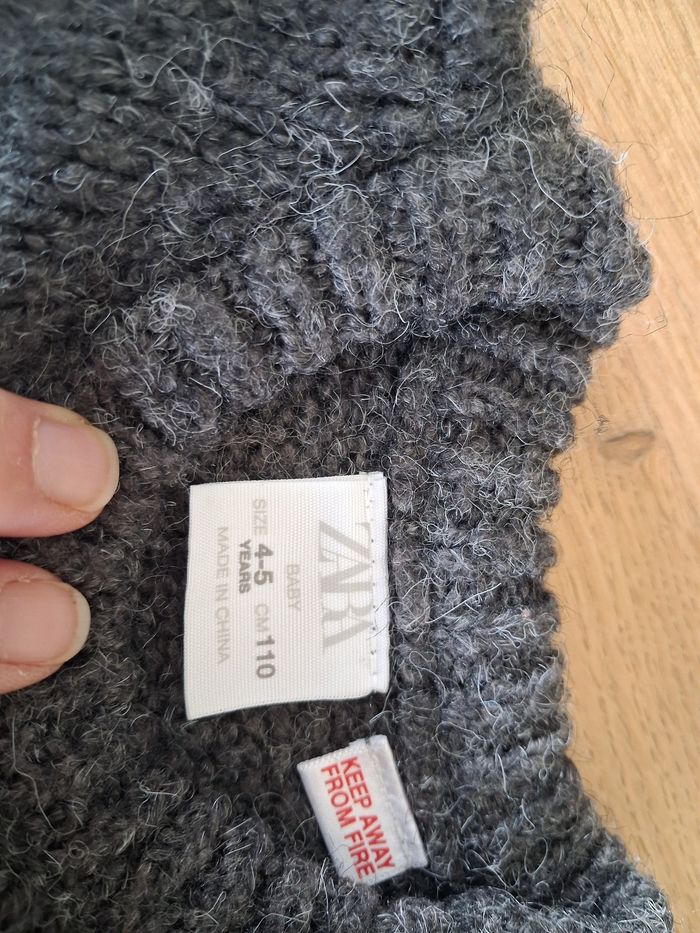 ZARA
BABY
SIZE 4-5 CM 110
YEARS
MADE IN CHINA
KEEP AWAY
FROM FIRE